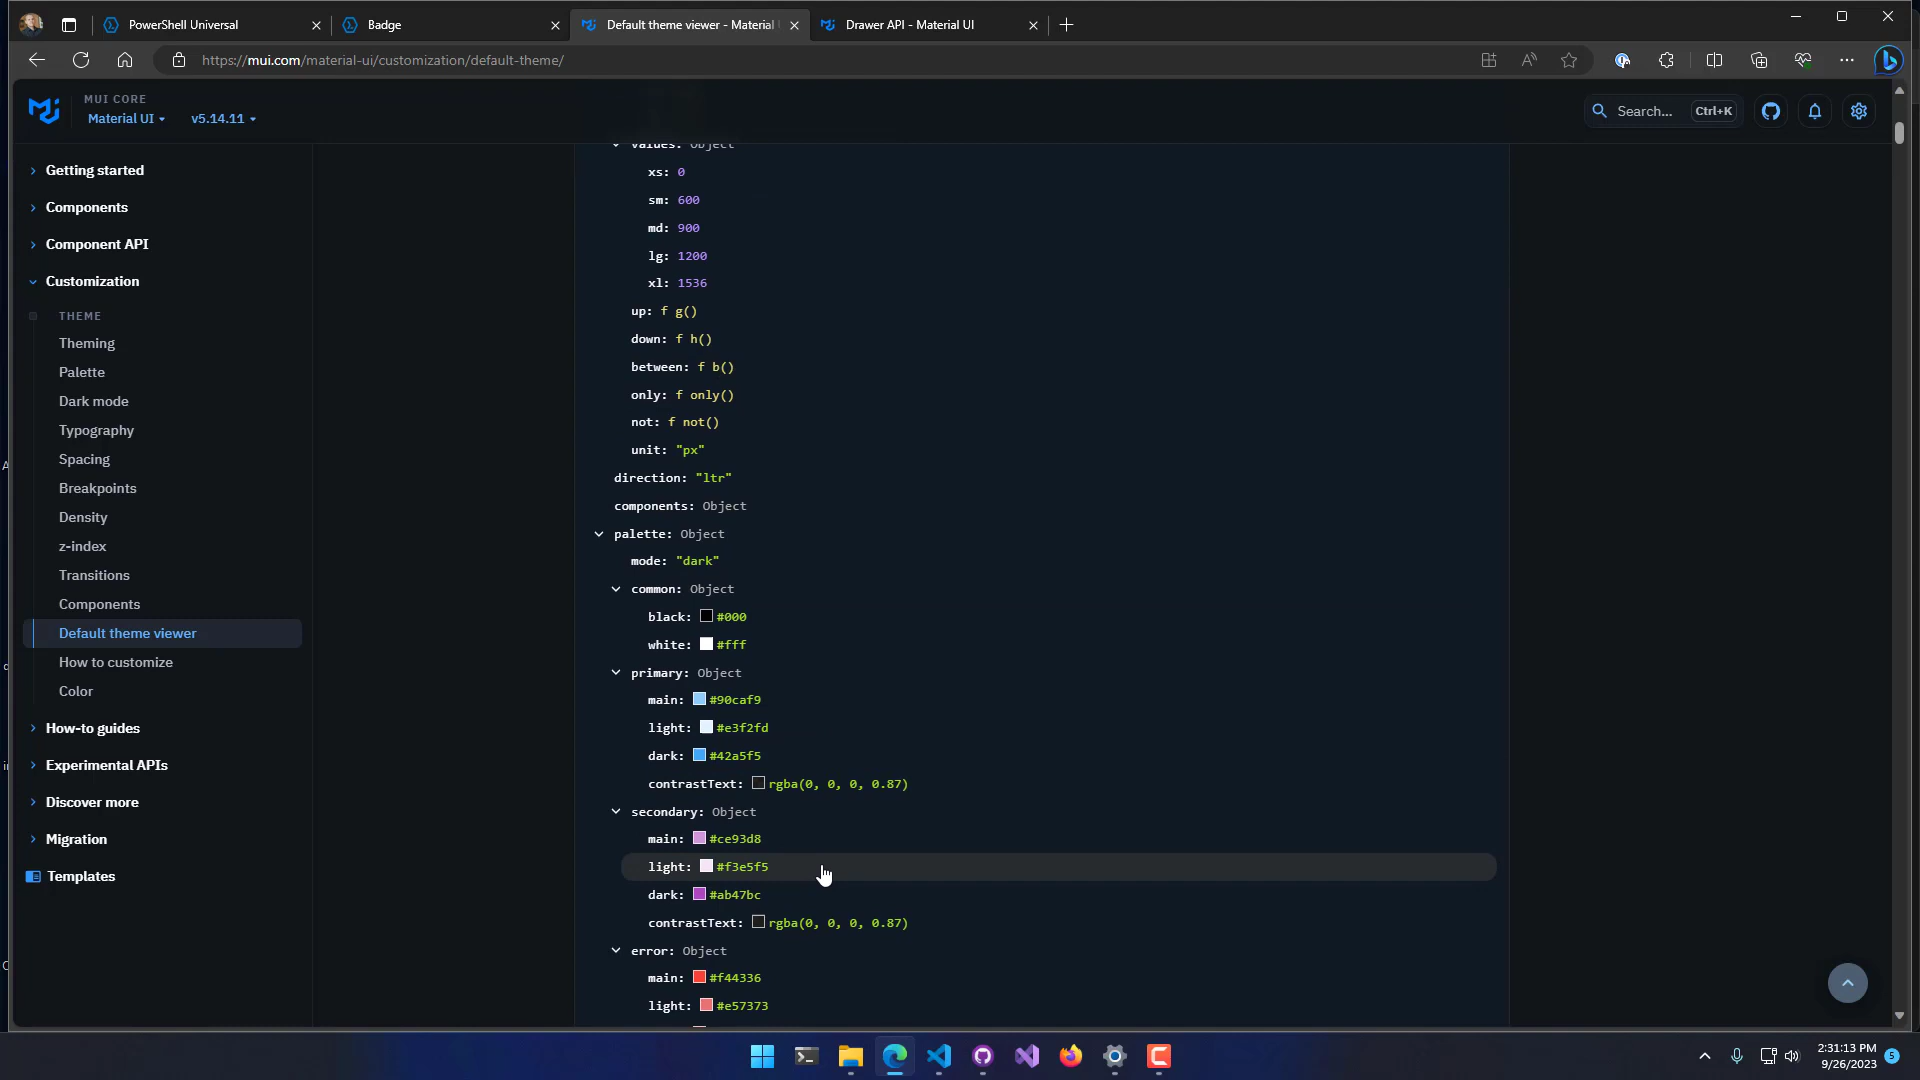 PowerShell Universal
Badge
Default theme viewer - Material
Drawer API - Material UI
https://mui.com/material-ui/customization/default-theme/
MUI CORE
Material UI
v5.14.11
Search...
Ctrl+K
Getting started
Components
Component API
Customization
THEME
Theming
Palette
Dark mode
Typography
Spacing
Breakpoints
Density
z-index
Transitions
Components
Default theme viewer
How to customize
Color
How-to guides
Experimental APIs
Discover more
Migration
Templates
values: Object
xs: 0
sm: 600
md: 900
lg: 1200
xl: 1536
up: f g()
down: f h()
between: f b()
only: f only()
not: f not()
unit: "px"
direction: "ltr"
components: Object
palette: Object
mode: "dark"
common: Object
black: #000
white: #fff
primary: Object
main: #90caf9
light: #e3f2fd
dark: #42a5f5
contrastText: rgba(0, 0, 0, 0.87)
secondary: Object
main: #ce93d8
light: #f3e5f5
dark: #ab47bc
contrastText: rgba(0, 0, 0, 0.87)
error: Object
main: #f44336
light: #e57373
2:31:13 PM
9/26/2023
5